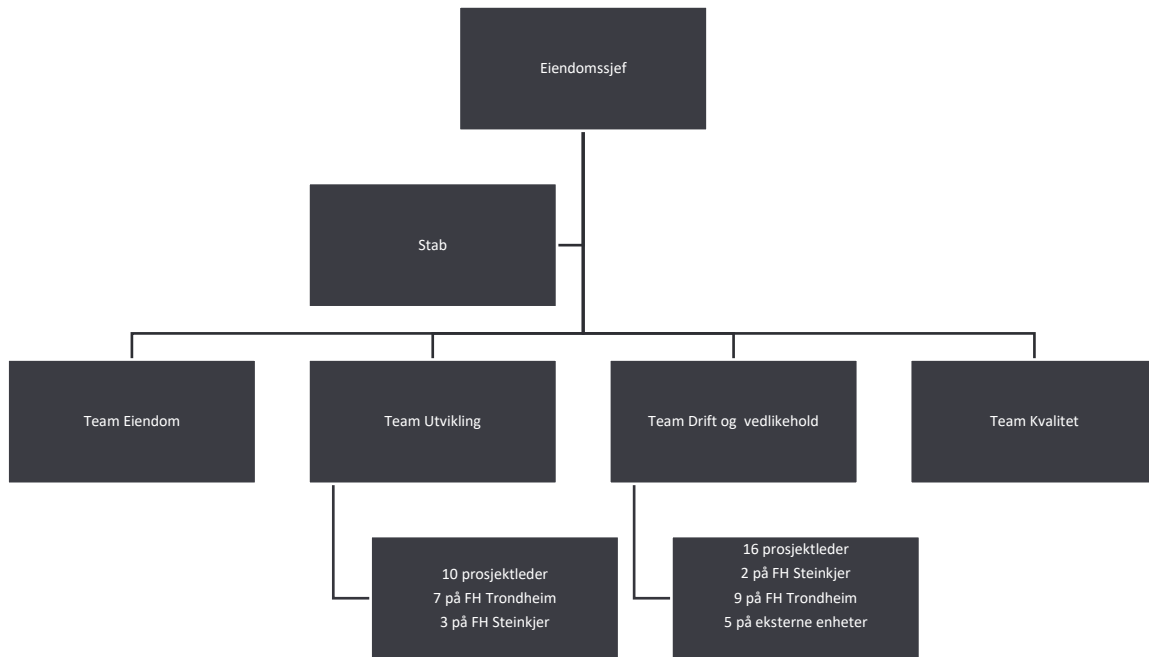 Eiendomssjef
Stab
Team Eiendom
Team Utvikling
Team Drift og vedlikehold
Team Kvalitet
10 prosjektleder
7 på FH Trondheim
3 på FH Steinkjer
16 prosjektleder
2 på FH Steinkjer
9 på FH Trondheim
5 på eksterne enheter